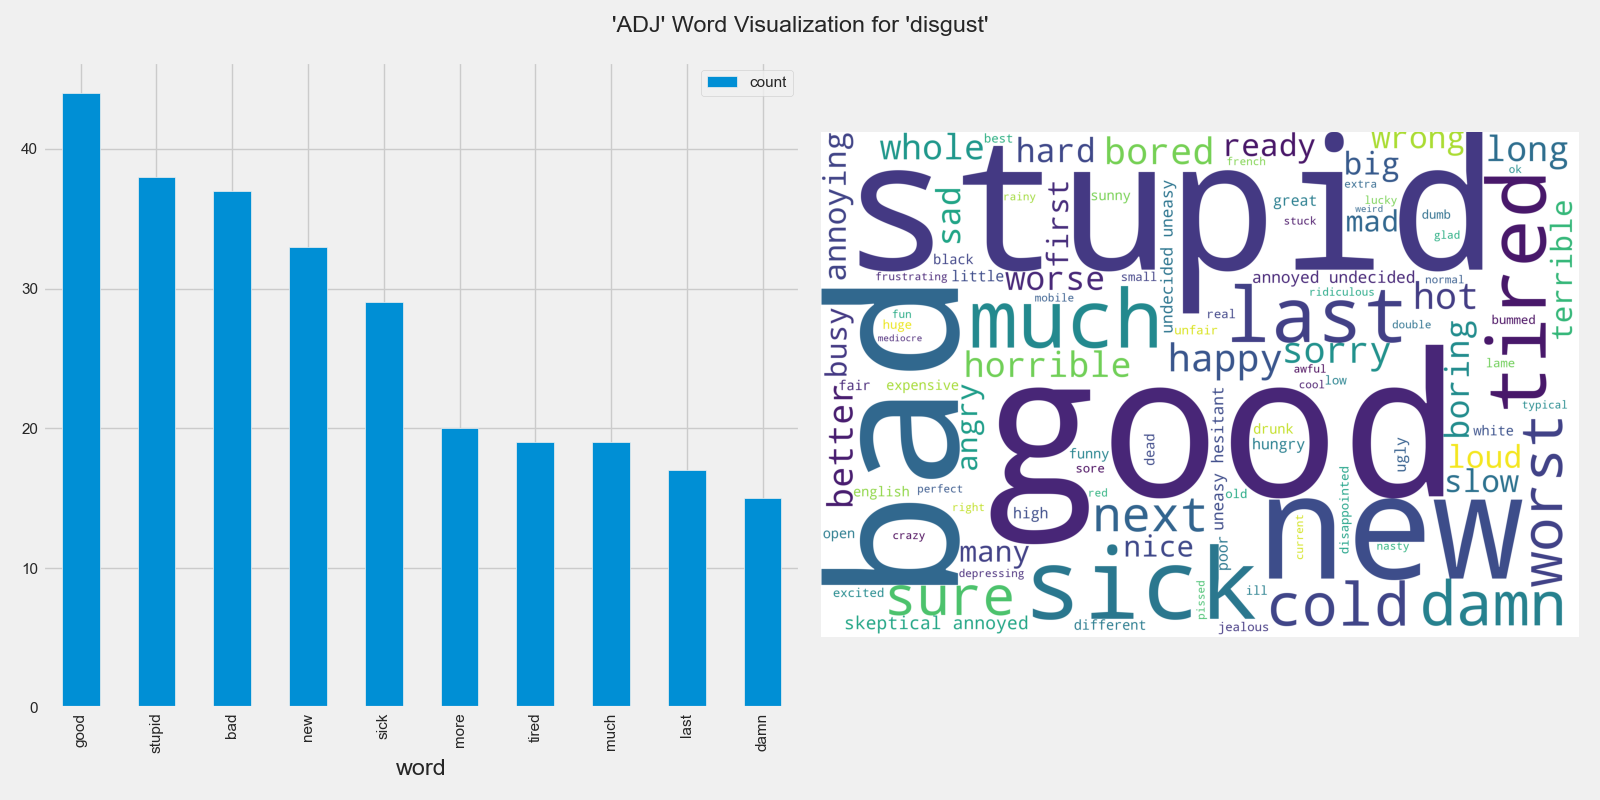 'ADJ' Word Visualization for 'disgust'
count
40
30
20
10
0
good
stupid
bad
new
sick
more
tired
much
last
damn
word
annoying
whole
best
hard
bored
ready
french
wrong
big
extra
long
ok
stupid
sad
rainy
first
sunny
undecided uneasy
great
stuck
weird
lucky
mad
dumb
glad
tired
terrible
black
frustrating
little
worse
small
annoyed undecided
normal
ridiculous
mobile
bad
fun
huge
mediocre
busy
much
unfair
real
last
hot
double
bummed
boring
horrible
happy
sorry
awful
cool
low
lame
typical
fair
expensive
better
angry
good
funny
sore
dead
poor uneasy hesitant
drunk
hungry
ugly
white
loud
slow
worst
english
perfect
red
old
right
high
next
new
current
disappointed
nasty
open
crazy
many
nice
depressing
excited
sure
sick
pissed
ill
cold
damn
skeptical annoyed
different
jealous